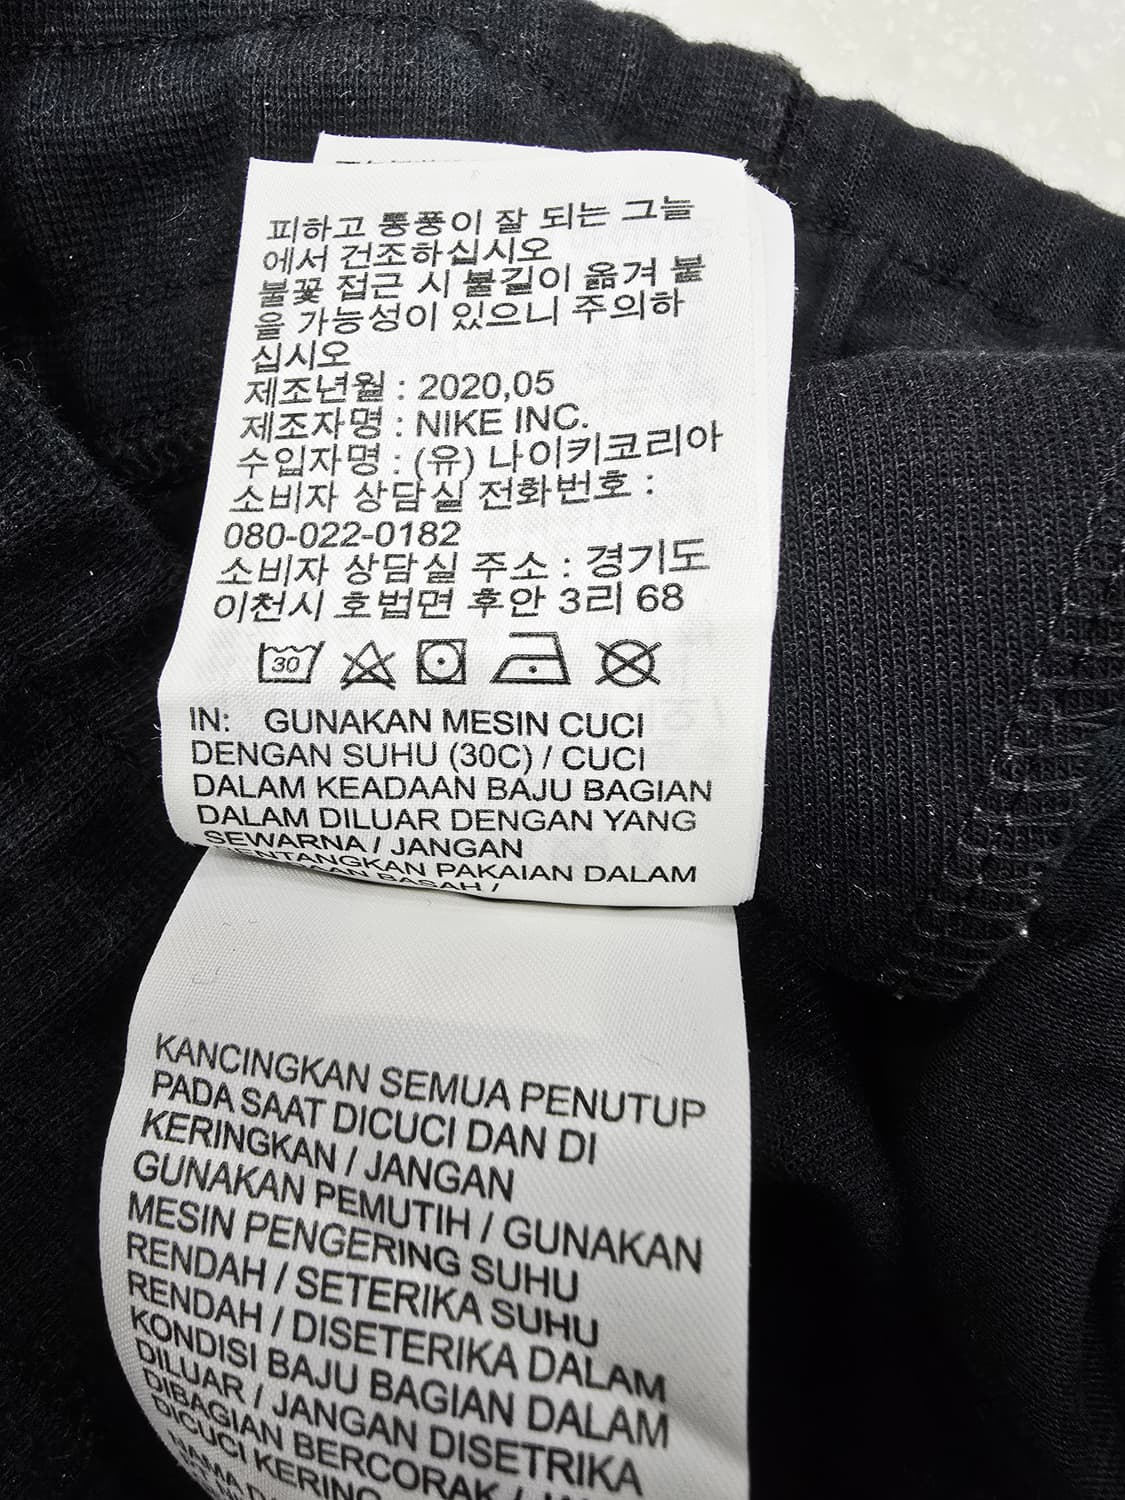 피하고 통풍이 잘 되는 그늘
에서 건조하십시오
불꽃 접근 시 불길이 옮겨 붙
을 가능성이 있으니 주의하
십시오
제조년월 : 2020,05
제조자명 : NIKE INC.
수입자명 : (유) 나이키코리아
소비자 상담실 전화번호 :
080-022-0182
소비자 상담실 주소 : 경기도
이천시 호법면 후안 3리 68
30
IN: GUNAKAN MESIN CUCI
DENGAN SUHU (30C) / CUCI
DALAM KEADAAN BAJU BAGIAN
DALAM DILUAR DENGAN YANG
SEWARNA / JANGAN
PAKAIAN DALAM
BASAH /
KANCINGKAN SEMUA PENUTUP
PADA SAAT DICUCI DAN DI
KERINGKAN / JANGAN
GUNAKAN PEMUTIH / GUNAKAN
MESIN PENGERING SUHU
RENDAH / SETERIKA SUHU
RENDAH / DISETERIKA DALAM
KONDISI BAJU BAGIAN DALAM
DILUAR / JANGAN DISETRIKA
DIBAGIAN BERCORAK /
DICUCI KERING